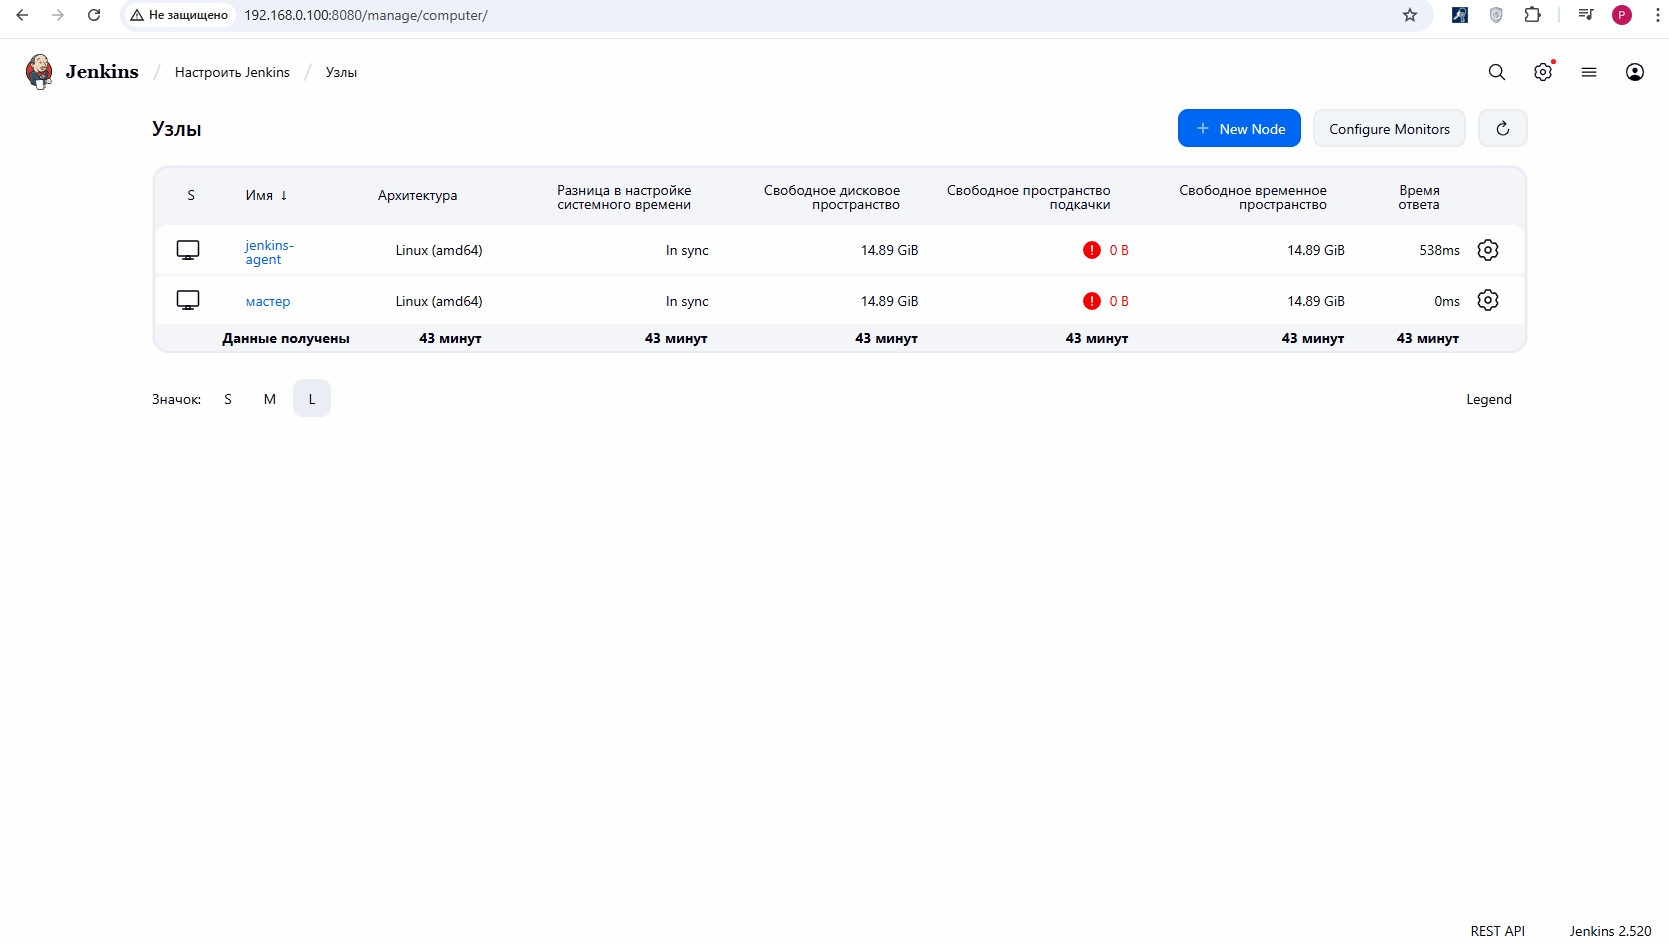 Не защищено
192.168.0.100:8080/manage/computer/
P
Jenkins / Настроить Jenkins / Узлы
Узлы
+ New Node
Configure Monitors
S
Имя ↓
Архитектура
Разница в настройке
системного времени
Свободное дисковое
пространство
Свободное пространство
подкачки
Свободное временное
пространство
Время
ответа
jenkins-
agent
Linux (amd64)
In sync
14.89 GiB
! 0 B
14.89 GiB
538ms
мастер
Linux (amd64)
In sync
14.89 GiB
! 0 B
14.89 GiB
0ms
Данные получены
43 минут
43 минут
43 минут
43 минут
43 минут
43 минут
Значок: S M L
Legend
REST API
Jenkins 2.520